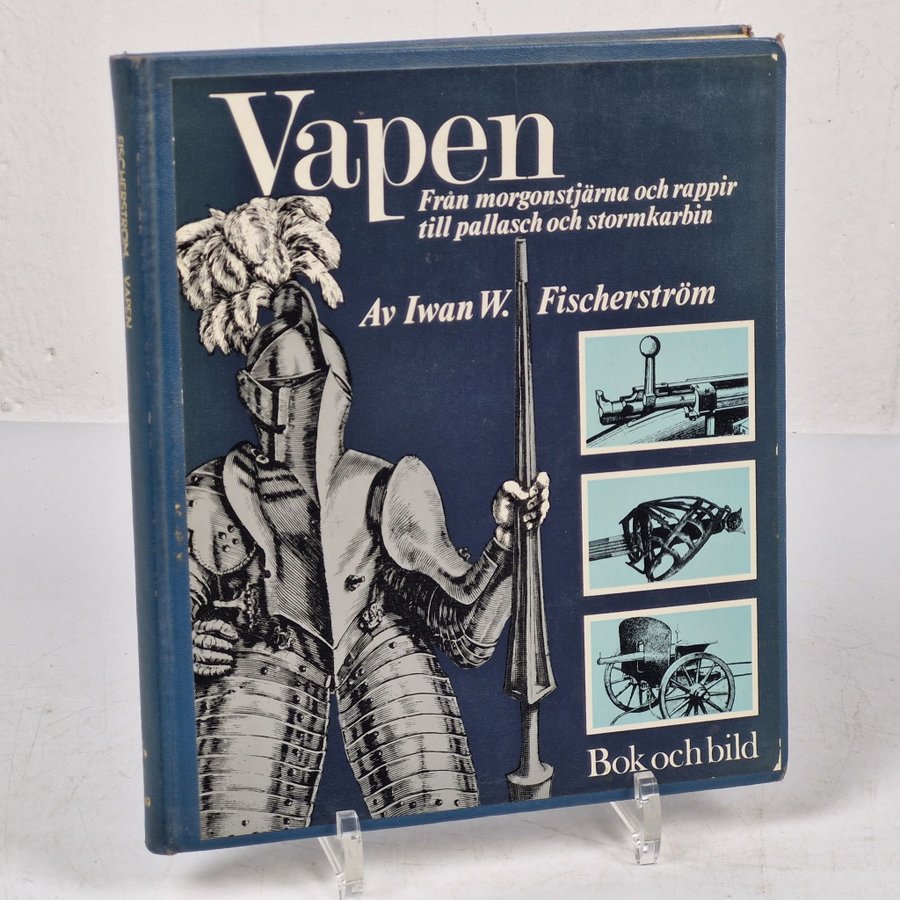 Vapen
Från morgonstjärna och rappir
till pallasch och stormkarbin
Av Iwan W. Fischerström
Bok och bild
FISCHERSTRÖM VAPEN